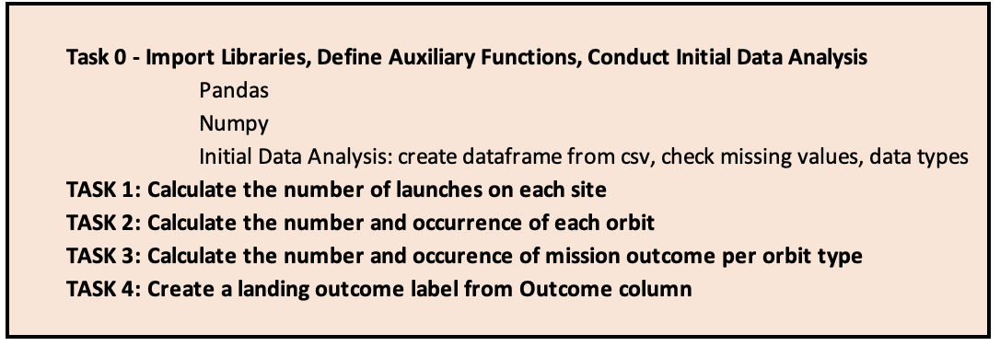 Task 0 - Import Libraries, Define Auxiliary Functions, Conduct Initial Data Analysis
Pandas
Numpy
Initial Data Analysis: create dataframe from csv, check missing values, data types
TASK 1: Calculate the number of launches on each site
TASK 2: Calculate the number and occurrence of each orbit
TASK 3: Calculate the number and occurence of mission outcome per orbit type
TASK 4: Create a landing outcome label from Outcome column